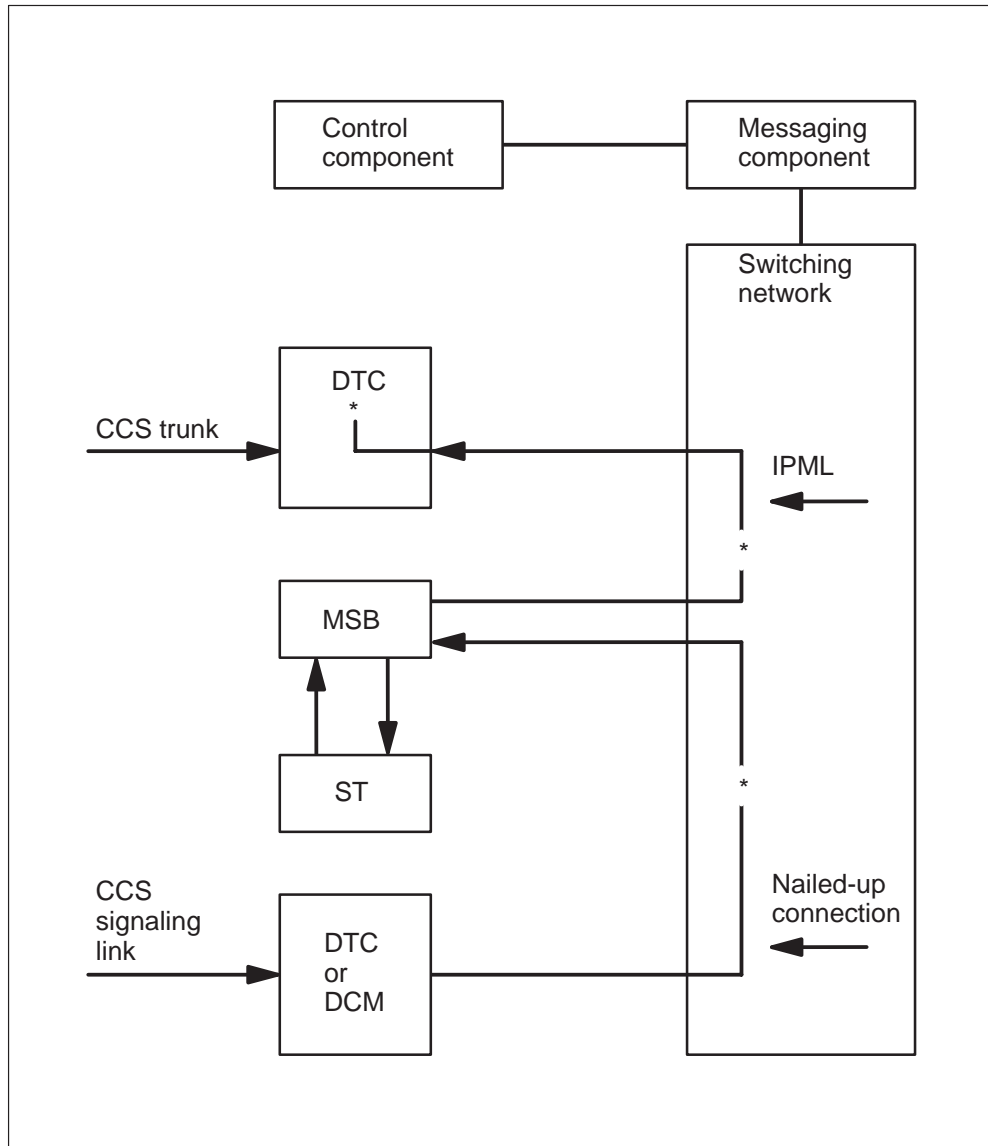 Control
component
Messaging
component
Switching
network
DTC
*
CCS trunk
IPML
*
MSB
*
ST
CCS
signaling
link
Nailed-up
connection
DTC
or
DCM